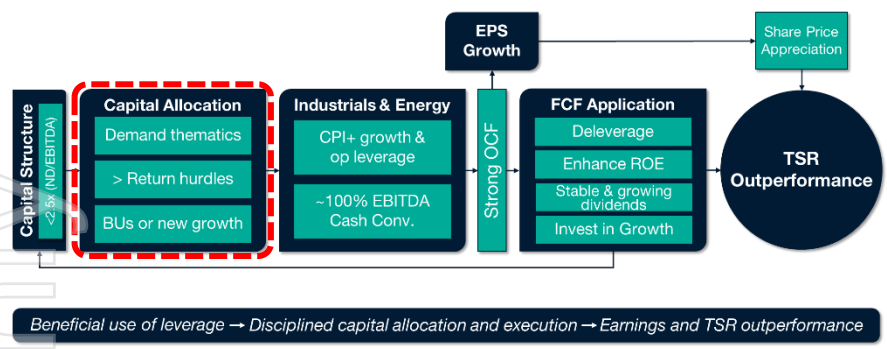 EPS
Growth
Share Price
Appreciation
Capital Structure
<2.5x (ND/EBITDA)
Capital Allocation
Demand thematics
> Return hurdles
BUs or new growth
Industrials & Energy
CPI+ growth &
op leverage
~100% EBITDA
Cash Conv.
Strong OCF
FCF Application
Deleverage
Enhance ROE
Stable & growing
dividends
Invest in Growth
TSR
Outperformance
Beneficial use of leverage → Disciplined capital allocation and execution → Earnings and TSR outperformance